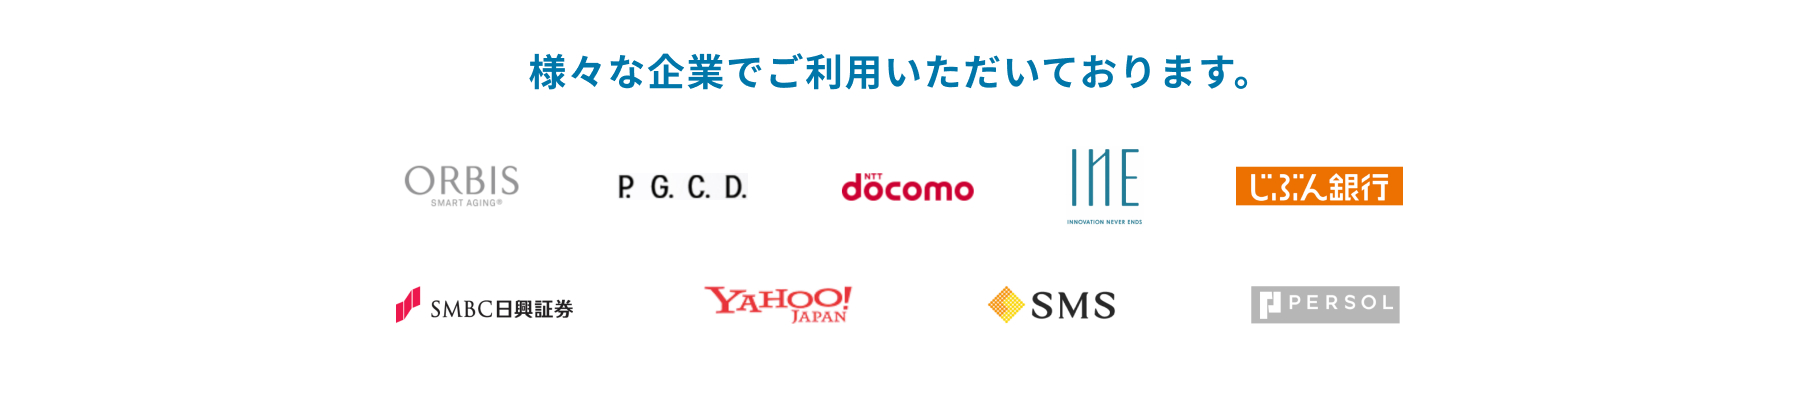 様々な企業でご利用いただいております。
ORBIS
SMART AGING®
P. G. C. D.
NTT
docomo
INE
INNOVATION NEVER ENDS
じぶん銀行
SMBC日興証券
YAHOO!
JAPAN
SMS
PERSOL